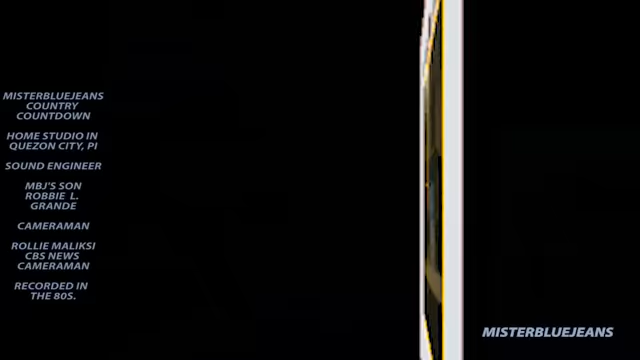 MISTERBLUEJEANS
COUNTRY
COUNTDOWN
HOME STUDIO IN
QUEZON CITY, PI
SOUND ENGINEER
MBJ'S SON
ROBBIE L.
GRANDE
CAMERAMAN
ROLLIE MALIKSI
CBS NEWS
CAMERAMAN
RECORDED IN
THE 80S.
MISTERBLUEJEANS